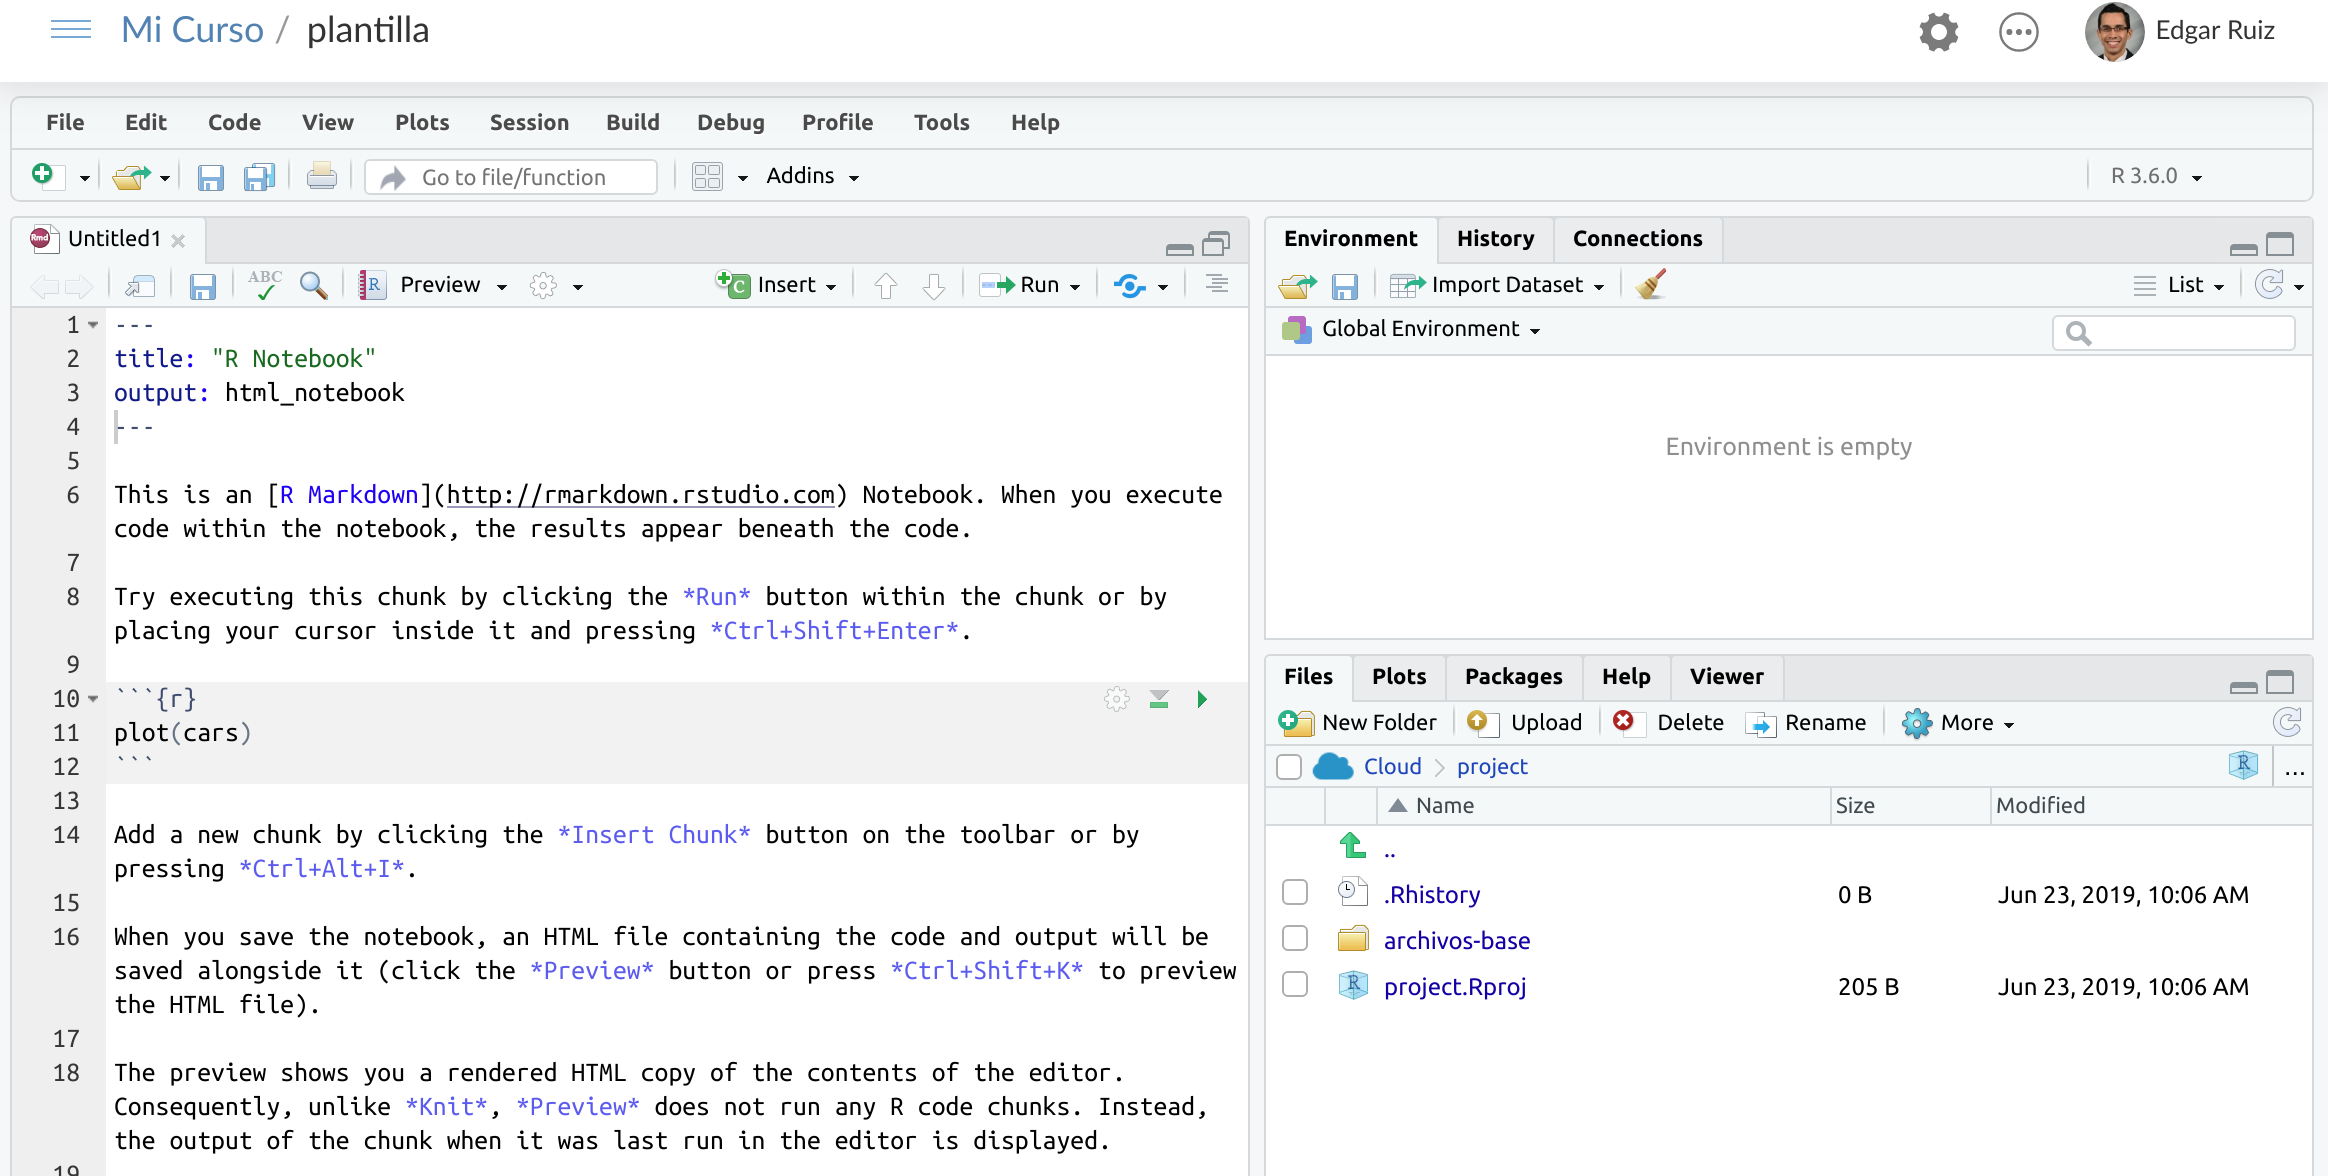 Mi Curso / plantilla
Edgar Ruiz
File Edit Code View Plots Session Build Debug Profile Tools Help
Go to file/function Addins R 3.6.0
Untitled1
ABC Preview Insert Run
1 ---
2 title: "R Notebook"
3 output: html_notebook
4 ---
5
6 This is an [R Markdown](http://rmarkdown.rstudio.com) Notebook. When you execute
code within the notebook, the results appear beneath the code.
7
8 Try executing this chunk by clicking the *Run* button within the chunk or by
placing your cursor inside it and pressing *Ctrl+Shift+Enter*.
9
10 ```{r}
11 plot(cars)
12 ```
13
14 Add a new chunk by clicking the *Insert Chunk* button on the toolbar or by
pressing *Ctrl+Alt+I*.
15
16 When you save the notebook, an HTML file containing the code and output will be
saved alongside it (click the *Preview* button or press *Ctrl+Shift+K* to preview
the HTML file).
17
18 The preview shows you a rendered HTML copy of the contents of the editor.
Consequently, unlike *Knit*, *Preview* does not run any R code chunks. Instead,
the output of the chunk when it was last run in the editor is displayed.
19
Environment History Connections
Import Dataset List
Global Environment
Environment is empty
Files Plots Packages Help Viewer
New Folder Upload Delete Rename More
Cloud project ...
Name Size Modified
..
.Rhistory 0 B Jun 23, 2019, 10:06 AM
archivos-base
project.Rproj 205 B Jun 23, 2019, 10:06 AM